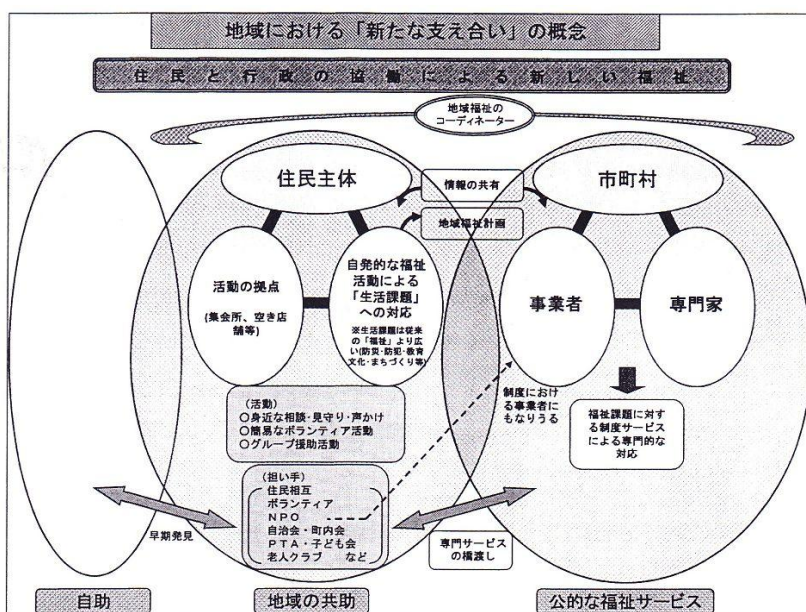 地域における「新たな支え合い」の概念
住民と行政の協働による新しい福祉
地域福祉の
コーディネーター
住民主体
情報の共有
市町村
地域福祉計画
活動の拠点
(集会所、空き店
舗等)
自発的な福祉
活動による
「生活課題」
への対応
※生活課題は従来
の「福祉」より広
い(防災・防犯・教育
文化・まちづくり等)
事業者
専門家
(活動)
○身近な相談・見守り・声かけ
○簡易なボランティア活動
○グループ援助活動
制度におけ
る事業者に
もなりうる
福祉課題に対す
る制度サービス
による専門的な
対応
(担い手)
住民相互
ボランティア
NPO
自治会・町内会
PTA・子ども会
老人クラブ など
早期発見
専門サービス
の橋渡し
自助
地域の共助
公的な福祉サービス